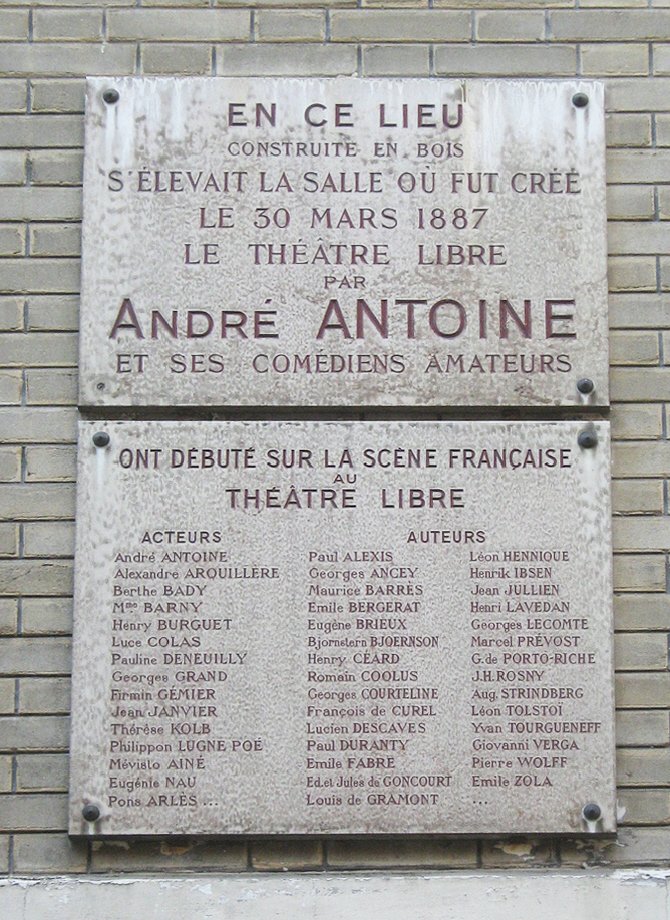 EN CE LIEU
CONSTRUITE EN BOIS
S'ÉLEVAIT LA SALLE OÙ FUT CRÉÉ
LE 30 MARS 1887
LE THÉÂTRE LIBRE
PAR
ANDRÉ ANTOINE
ET SES COMÉDIENS AMATEURS
ONT DÉBUTÉ SUR LA SCÈNE FRANÇAISE
AU
THÉÂTRE LIBRE
ACTEURS
André ANTOINE
Alexandre ARQUILLÈRE
Berthe BADY
Mme BARNY
Henry BURGUET
Luce COLAS
Pauline DENEUILLY
Georges GRAND
Firmin GÉMIER
Jean JANVIER
Thérèse KOLB
Philippon LUGNE POÉ
Mévisto AINÉ
Eugénie NAU
Pons ARLÈS ...
AUTEURS
Paul ALEXIS
Georges ANCEY
Maurice BARRÈS
Emile BERGERAT
Eugène BRIEUX
Bjornstern BJOERNSON
Henry CÉARD
Romain COOLUS
Georges COURTELINE
François de CUREL
Lucien DESCAVES
Paul DURANTY
Emile FABRE
Ed. et Jules de GONCOURT
Louis de GRAMONT
Léon HENNIQUE
Henrik IBSEN
Jean JULLIEN
Henri LAVEDAN
Georges LECOMTE
Marcel PRÉVOST
G. de PORTO-RICHE
J.H. ROSNY
Aug. STRINDBERG
Léon TOLSTOÏ
Yvan TOURGUENEFF
Giovanni VERGA
Pierre WOLFF
Emile ZOLA
...